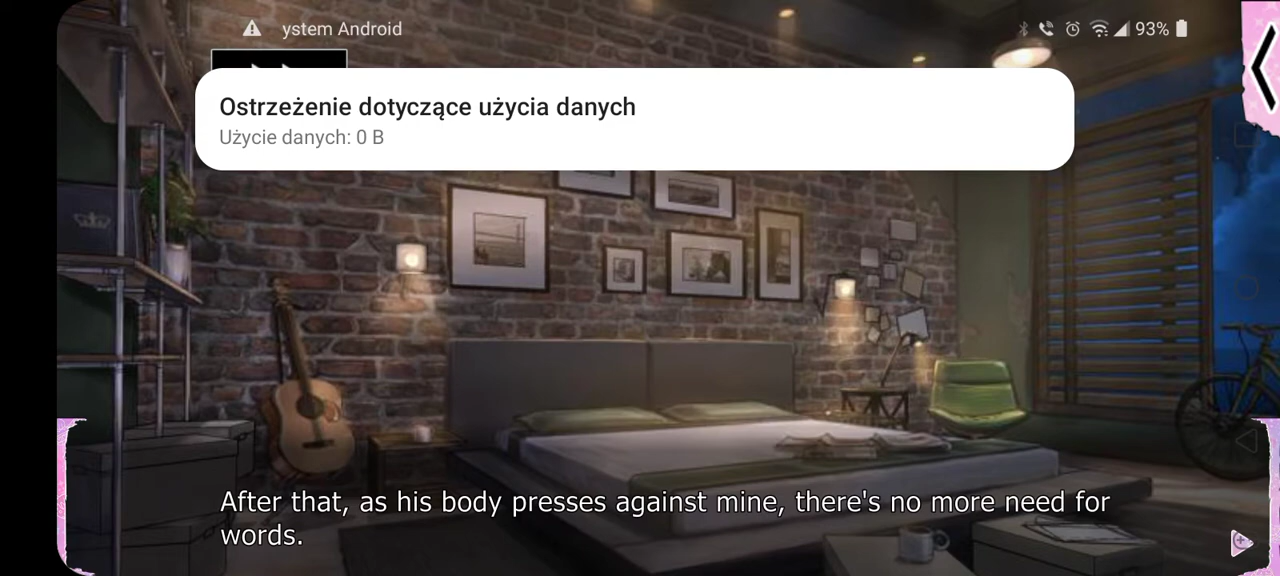 ystem Android
93%
Ostrzeżenie dotyczące użycia danych
Użycie danych: 0 B
After that, as his body presses against mine, there's no more need for
words.